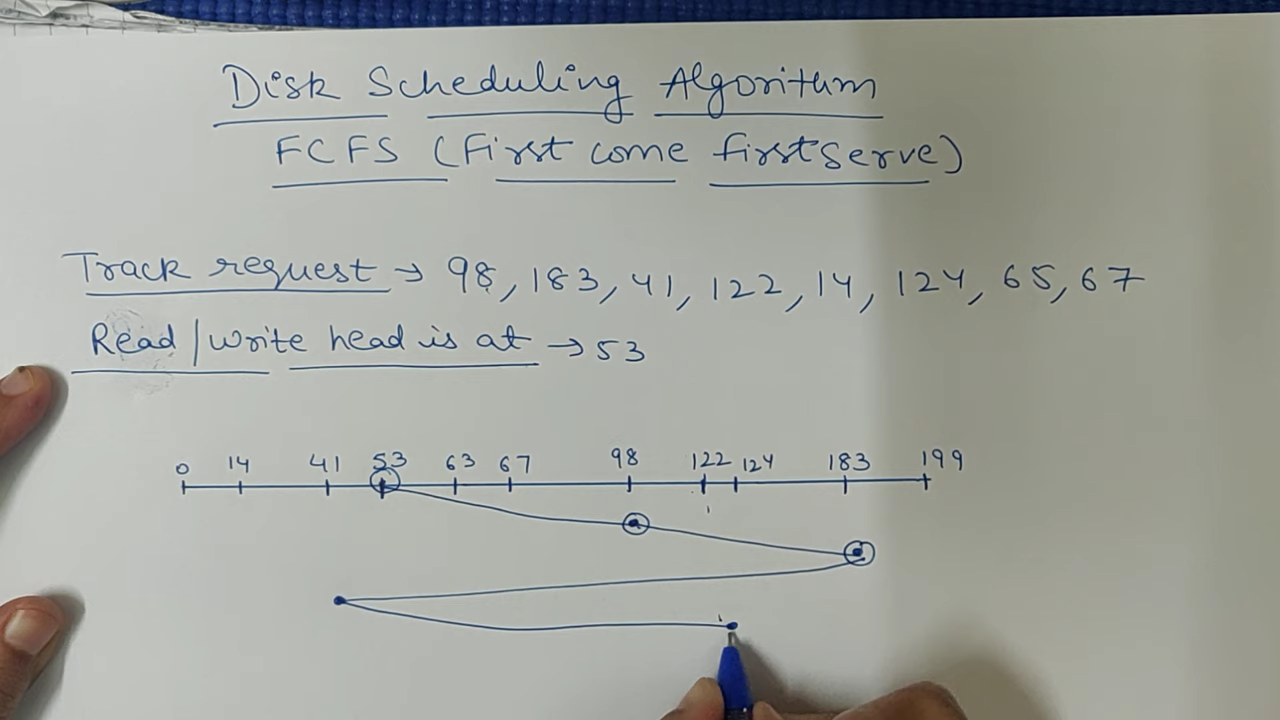 Disk Scheduling Algorithm
FCFS (First come first Serve)
Track request → 98, 183, 41, 122, 14, 124, 65, 67
Read / write head is at → 53
0 14 41 53 63 67 98 122 124 183 199